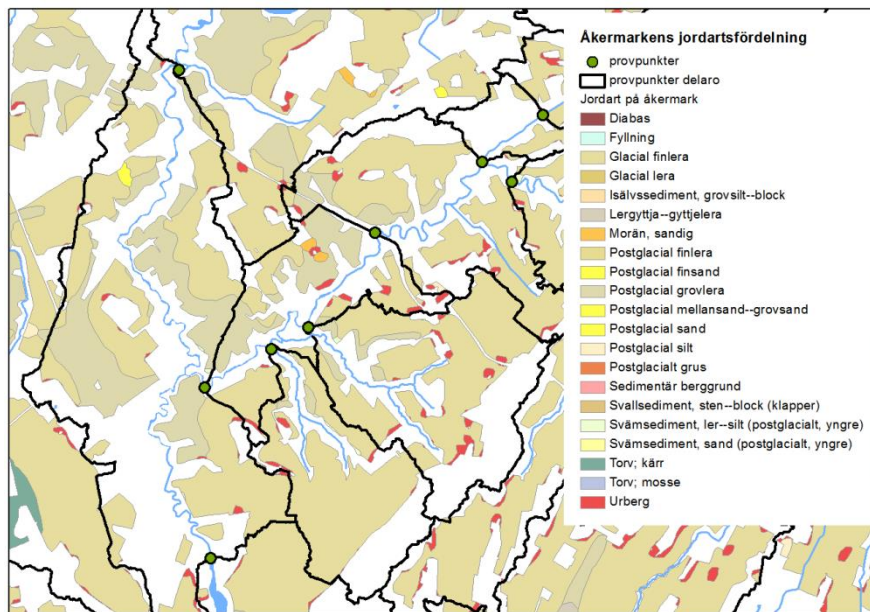 Åkermarkens jordartsfördelning
provpunkter
provpunkter delaro
Jordart på åkermark
Diabas
Fyllning
Glacial finlera
Glacial lera
Isälvssediment, grovsilt--block
Lergyttja--gyttjelera
Morän, sandig
Postglacial finlera
Postglacial finsand
Postglacial grovlera
Postglacial mellansand--grovsand
Postglacial sand
Postglacial silt
Postglacialt grus
Sedimentär berggrund
Svallsediment, sten--block (klapper)
Svämsediment, ler--silt (postglacialt, yngre)
Svämsediment, sand (postglacialt, yngre)
Torv; kärr
Torv; mosse
Urberg